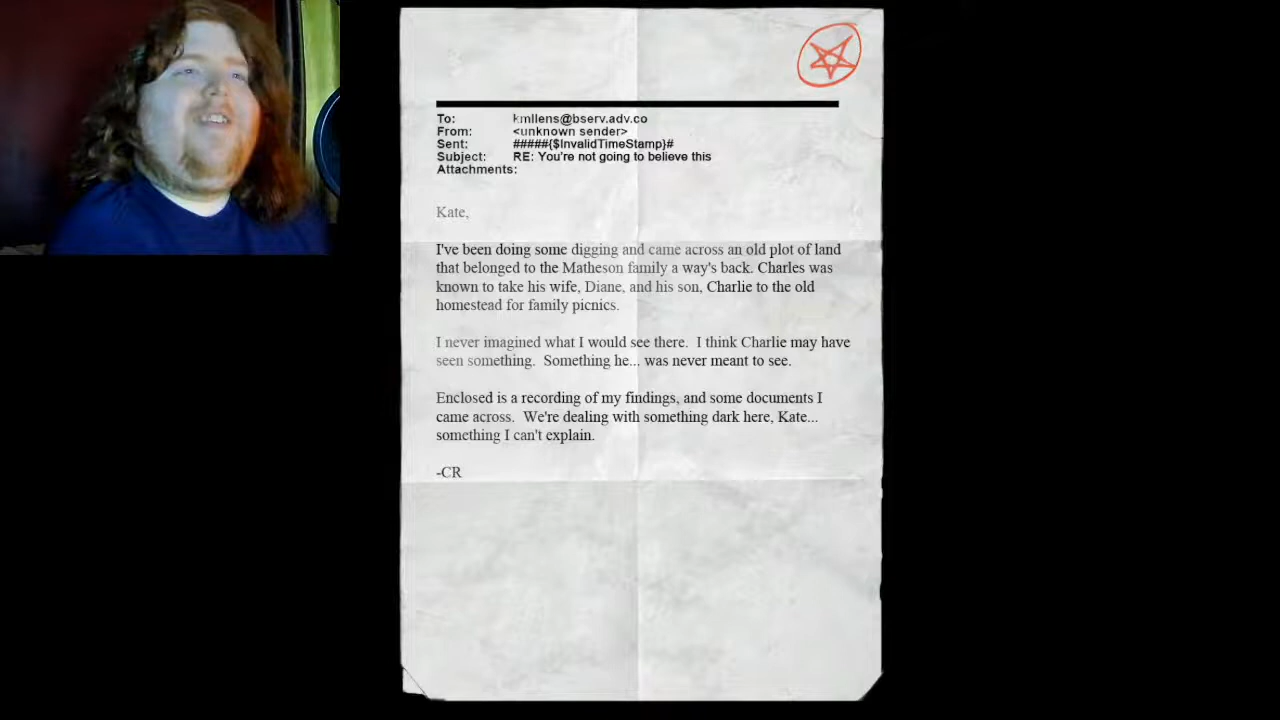 To: kmllens@bserv.adv.co
From: <unknown sender>
Sent: #####{$InvalidTimeStamp}#
Subject: RE: You're not going to believe this
Attachments:
Kate,
I've been doing some digging and came across an old plot of land
that belonged to the Matheson family a way's back. Charles was
known to take his wife, Diane, and his son, Charlie to the old
homestead for family picnics.
I never imagined what I would see there. I think Charlie may have
seen something. Something he... was never meant to see.
Enclosed is a recording of my findings, and some documents I
came across. We're dealing with something dark here, Kate...
something I can't explain.
-CR